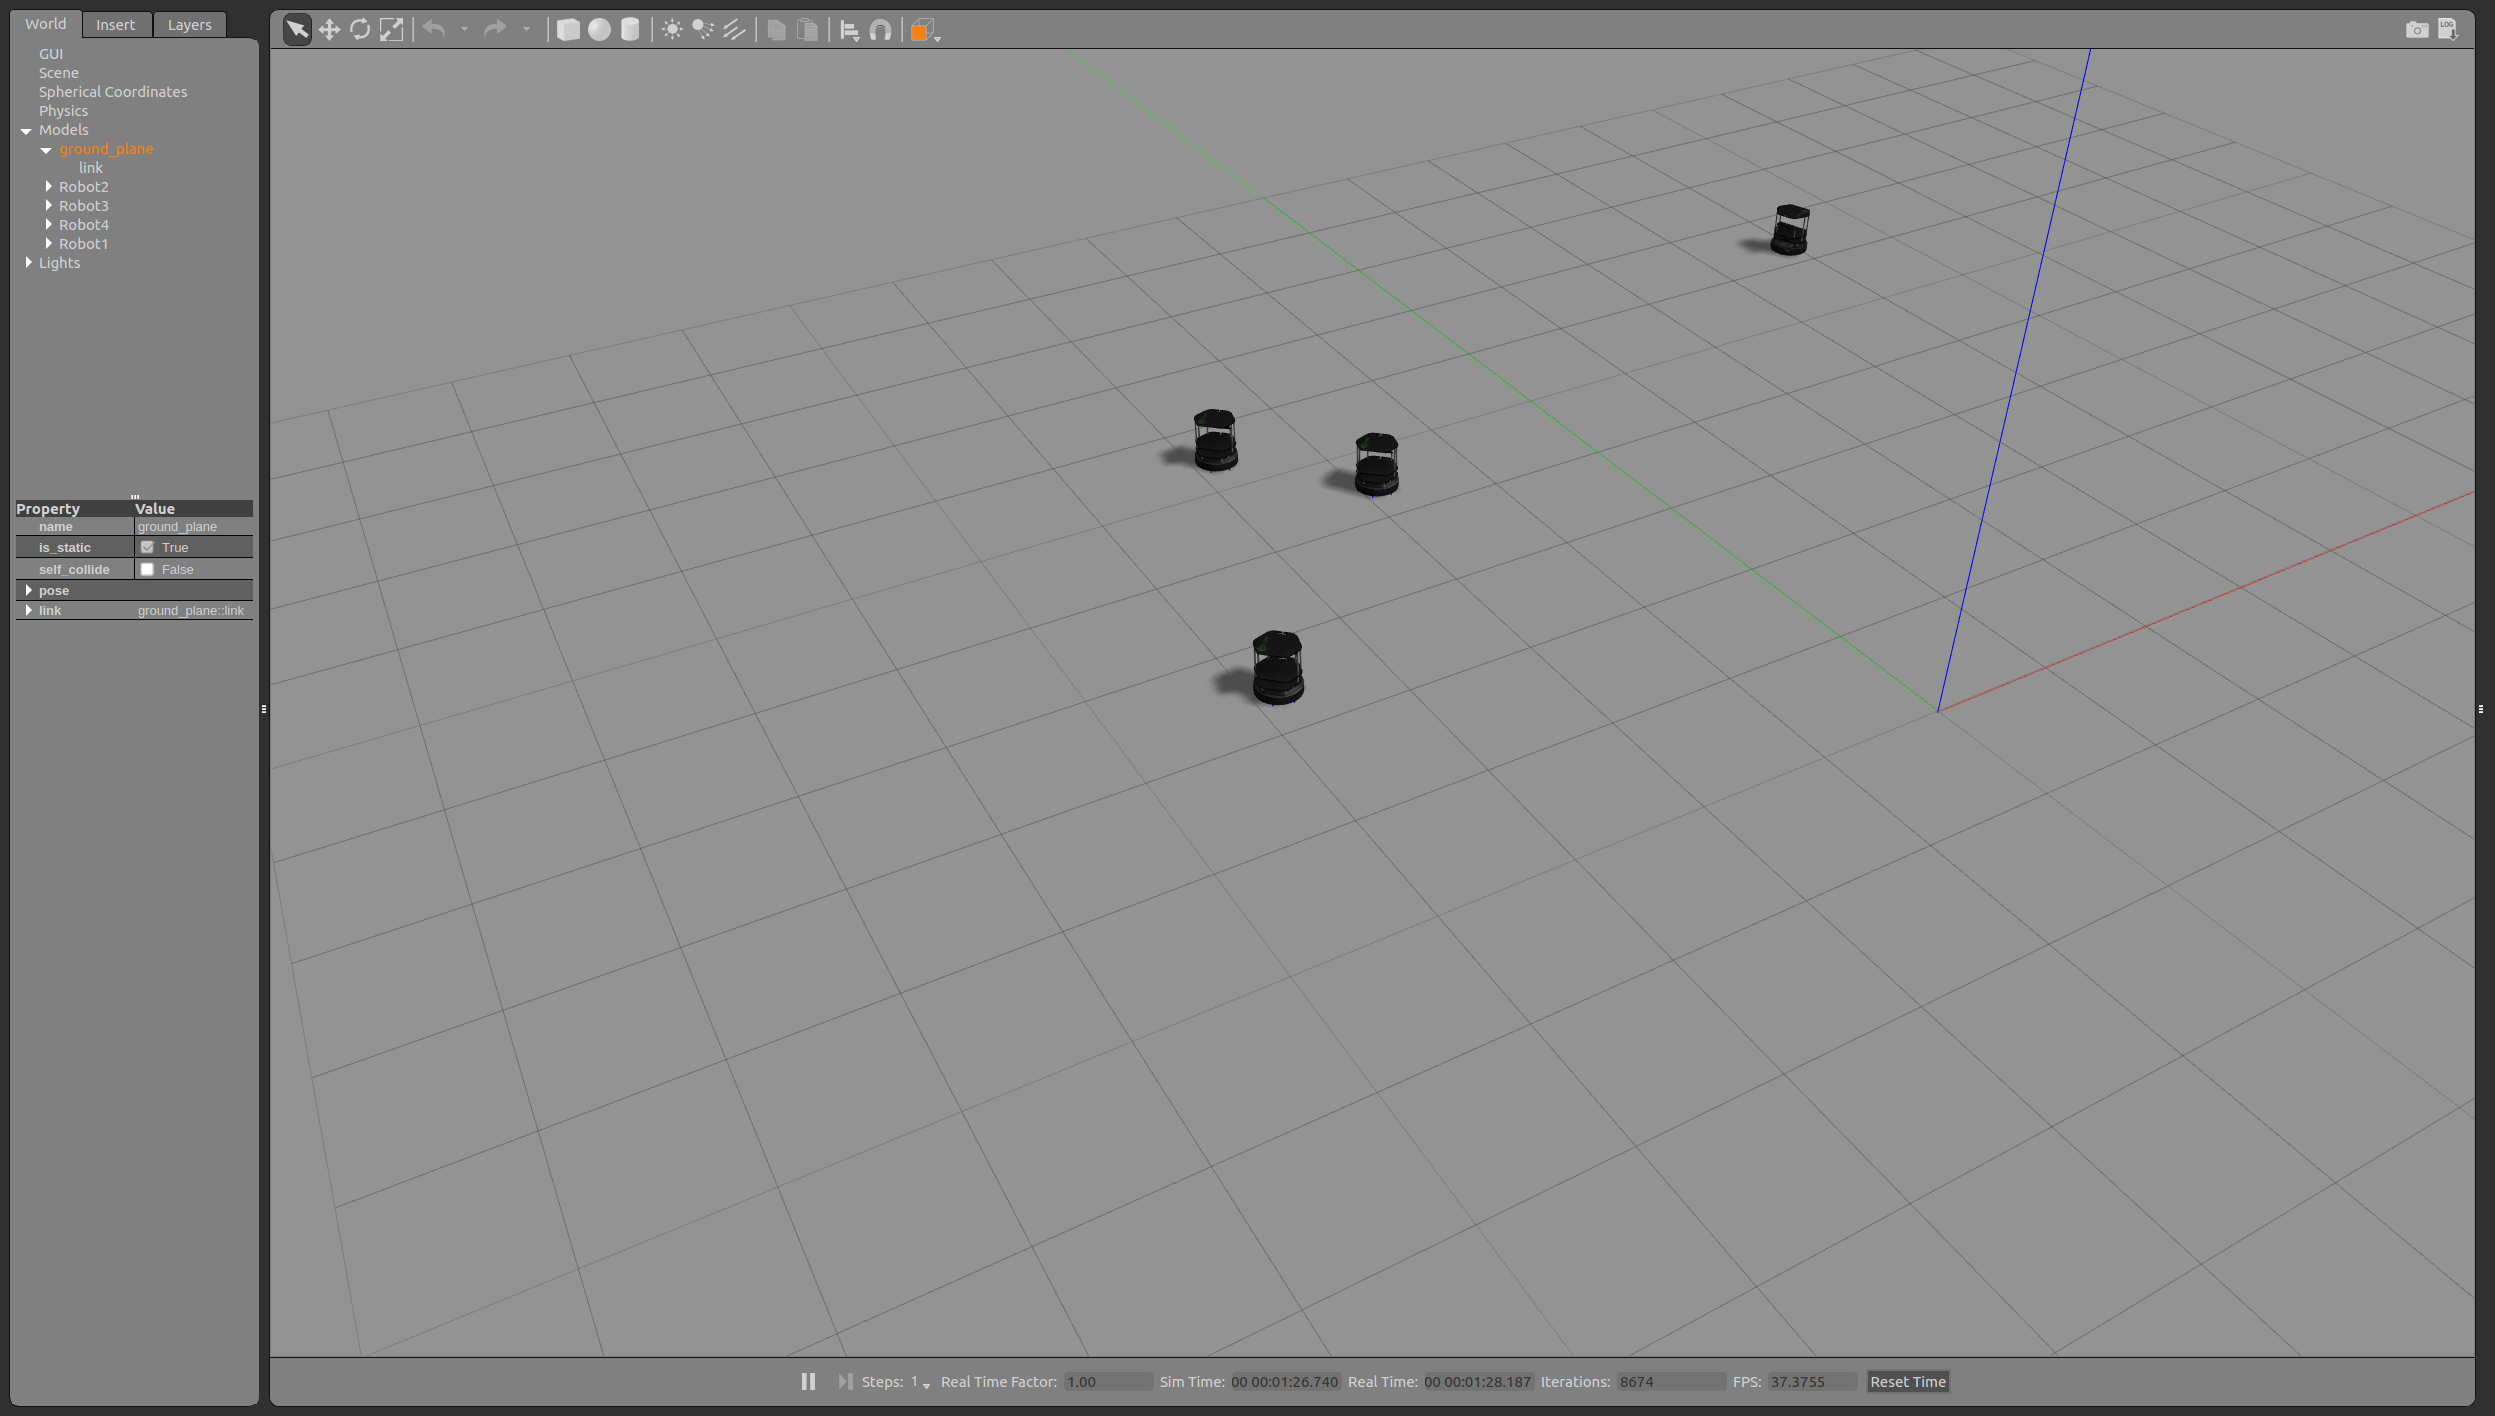 World Insert Layers
GUI
Scene
Spherical Coordinates
Physics
Models
ground_plane
link
Robot2
Robot3
Robot4
Robot1
Lights
Property Value
name ground_plane
is_static True
self_collide False
pose
link ground_plane::link
LOG
Steps: 1 Real Time Factor: 1.00 Sim Time: 00 00:01:26.740 Real Time: 00 00:01:28.187 Iterations: 8674 FPS: 37.3755 Reset Time